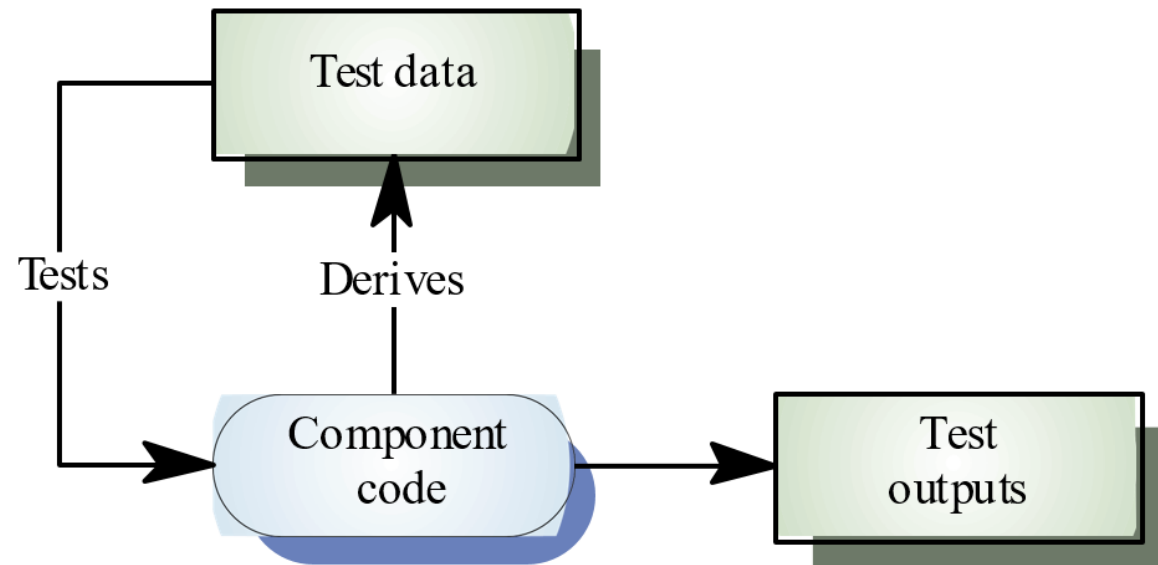 Test data
Tests
Derives
Component
code
Test
outputs